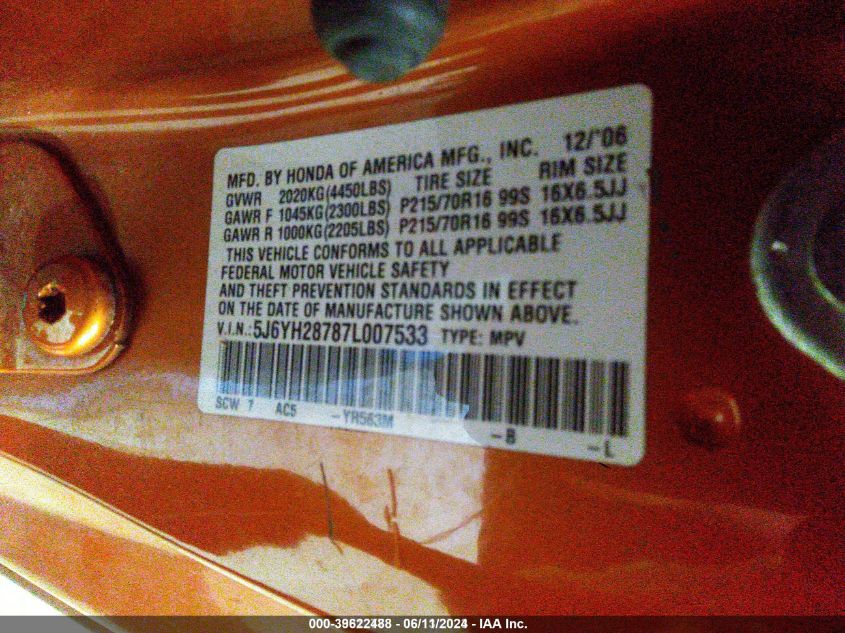 MFD. BY HONDA OF AMERICA MFG., INC. 12/'06
GVWR 2020KG(4450LBS) TIRE SIZE RIM SIZE
GAWR F 1045KG(2300LBS) P215/70R16 99S 16X6.5JJ
GAWR R 1000KG(2205LBS) P215/70R16 99S 16X6.5JJ
THIS VEHICLE CONFORMS TO ALL APPLICABLE
FEDERAL MOTOR VEHICLE SAFETY
AND THEFT PREVENTION STANDARDS IN EFFECT
ON THE DATE OF MANUFACTURE SHOWN ABOVE.
V.I.N.:5J6YH28787L007533 TYPE: MPV
SCW 7 AC5 -YH563M -B -L
000-39622488 - 06/11/2024 - IAA Inc.